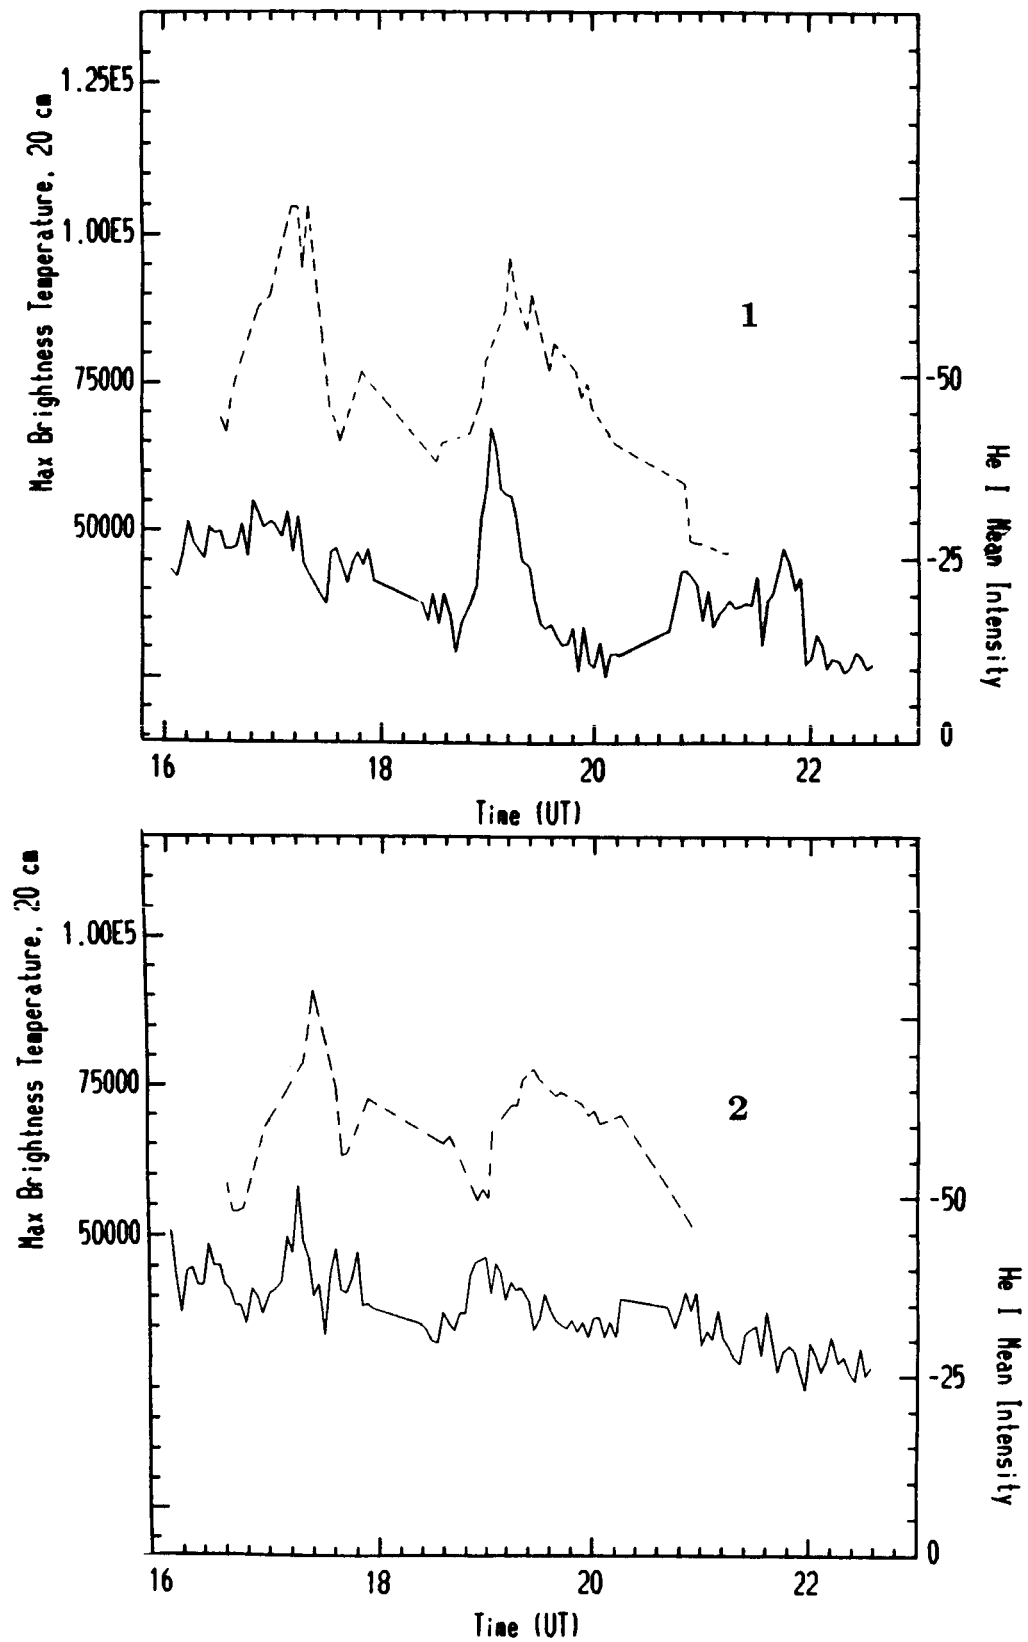 Max Brightness Temperature, 20 cm
1.25E5
1.00E5
75000
50000
1
-50
-25
0
He I Mean Intensity
16 18 20 22
Time (UT)
Max Brightness Temperature, 20 cm
1.00E5
75000
50000
2
-50
-25
0
He I Mean Intensity
16 18 20 22
Time (UT)